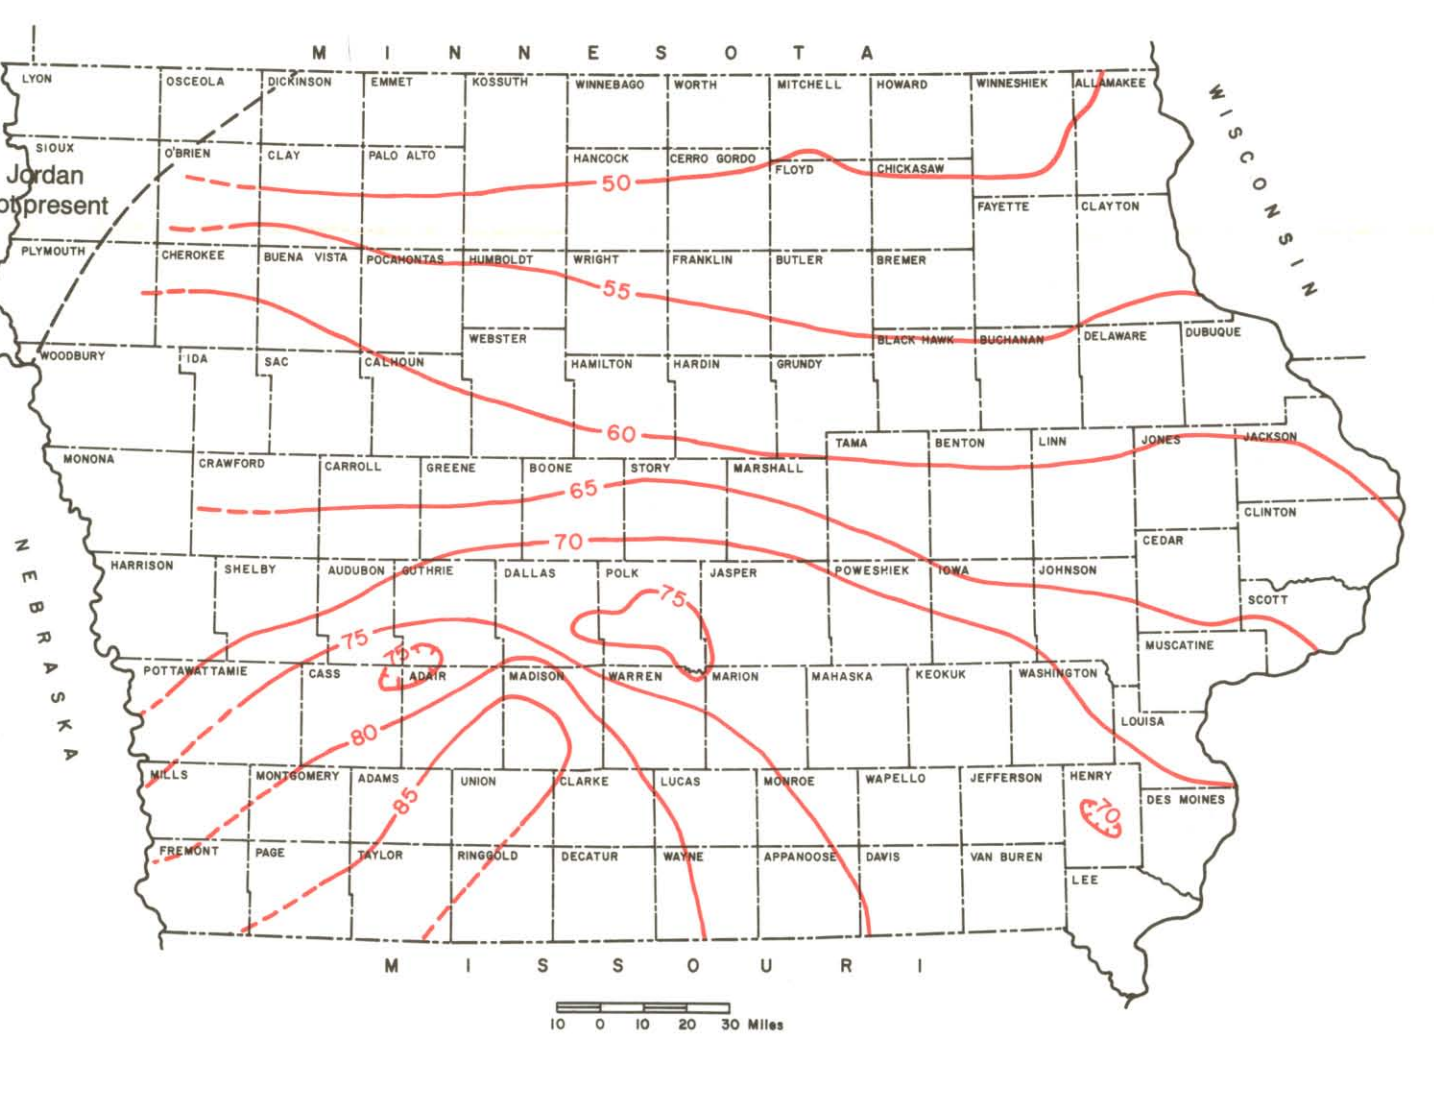 M I N N E S O T A
LYON
OSCEOLA
DICKINSON
EMMET
KOSSUTH
WINNEBAGO
WORTH
MITCHELL
HOWARD
WINNESHIEK
ALLAMAKEE
WISCONSIN
SIOUX
O'BRIEN
CLAY
PALO ALTO
HANCOCK
CERRO GORDO
FLOYD
CHICKASAW
Jordan
ot present
50
FAYETTE
CLAYTON
PLYMOUTH
CHEROKEE
BUENA VISTA
POCAHONTAS
HUMBOLDT
WRIGHT
FRANKLIN
BUTLER
BREMER
55
WEBSTER
BLACK HAWK
BUCHANAN
DELAWARE
DUBUQUE
WOODBURY
IDA
SAC
CALHOUN
HAMILTON
HARDIN
GRUNDY
60
TAMA
BENTON
LINN
JONES
JACKSON
MONONA
CRAWFORD
CARROLL
GREENE
BOONE
STORY
MARSHALL
65
CLINTON
NEBRASKA
70
CEDAR
HARRISON
SHELBY
AUDUBON
GUTHRIE
DALLAS
POLK
JASPER
POWESHIEK
IOWA
JOHNSON
75
SCOTT
75
75
MUSCATINE
POTTAWATTAMIE
CASS
ADAIR
MADISON
WARREN
MARION
MAHASKA
KEOKUK
WASHINGTON
LOUISA
80
MILLS
MONTGOMERY
ADAMS
UNION
CLARKE
LUCAS
MONROE
WAPELLO
JEFFERSON
HENRY
DES MOINES
85
70
FREMONT
PAGE
TAYLOR
RINGGOLD
DECATUR
WAYNE
APPANOOSE
DAVIS
VAN BUREN
LEE
M I S S O U R I
10 0 10 20 30 Miles